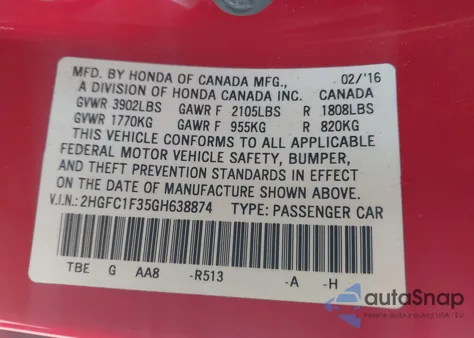 MFD. BY HONDA OF CANADA MFG., 02/'16
A DIVISION OF HONDA CANADA INC. CANADA
GVWR 3902LBS GAWR F 2105LBS R 1808LBS
GVWR 1770KG GAWR F 955KG R 820KG
THIS VEHICLE CONFORMS TO ALL APPLICABLE
FEDERAL MOTOR VEHICLE SAFETY, BUMPER,
AND THEFT PREVENTION STANDARDS IN EFFECT
ON THE DATE OF MANUFACTURE SHOWN ABOVE.
V.I.N.: 2HGFC1F35GH638874 TYPE: PASSENGER CAR
TBE G AA8 -R513 -A -H
autoSnap